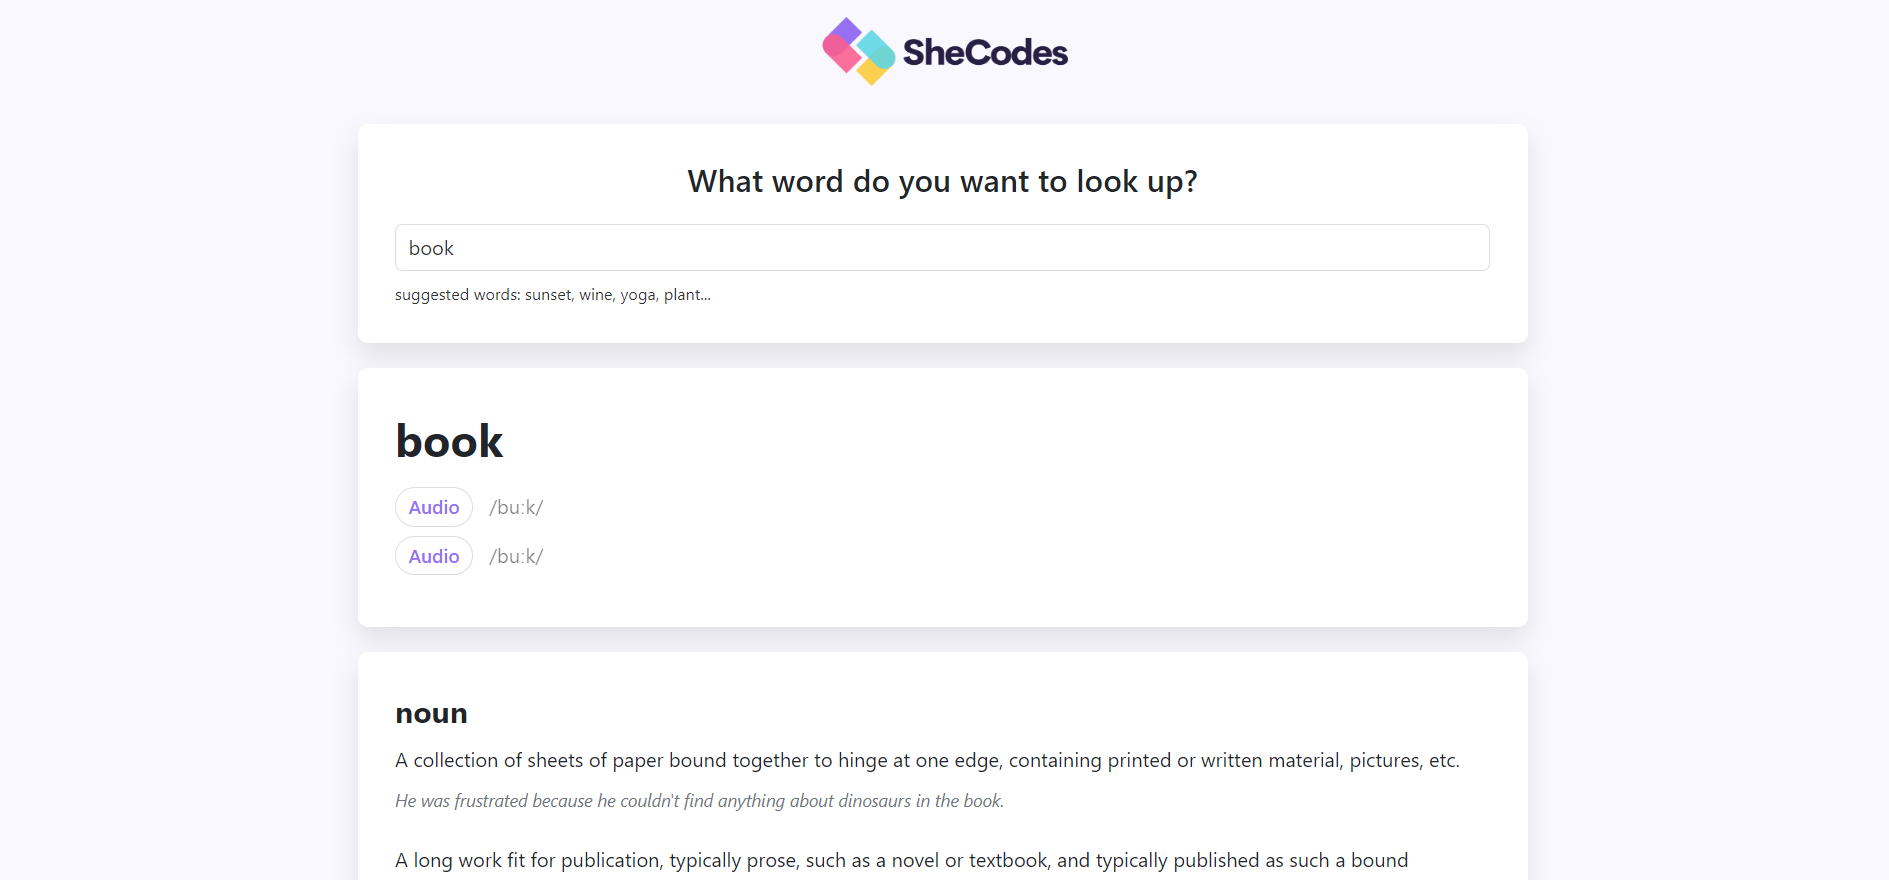 SheCodes
What word do you want to look up?
book
suggested words: sunset, wine, yoga, plant...
book
Audio /buːk/
Audio /buːk/
noun
A collection of sheets of paper bound together to hinge at one edge, containing printed or written material, pictures, etc.
He was frustrated because he couldn't find anything about dinosaurs in the book.
A long work fit for publication, typically prose, such as a novel or textbook, and typically published as such a bound